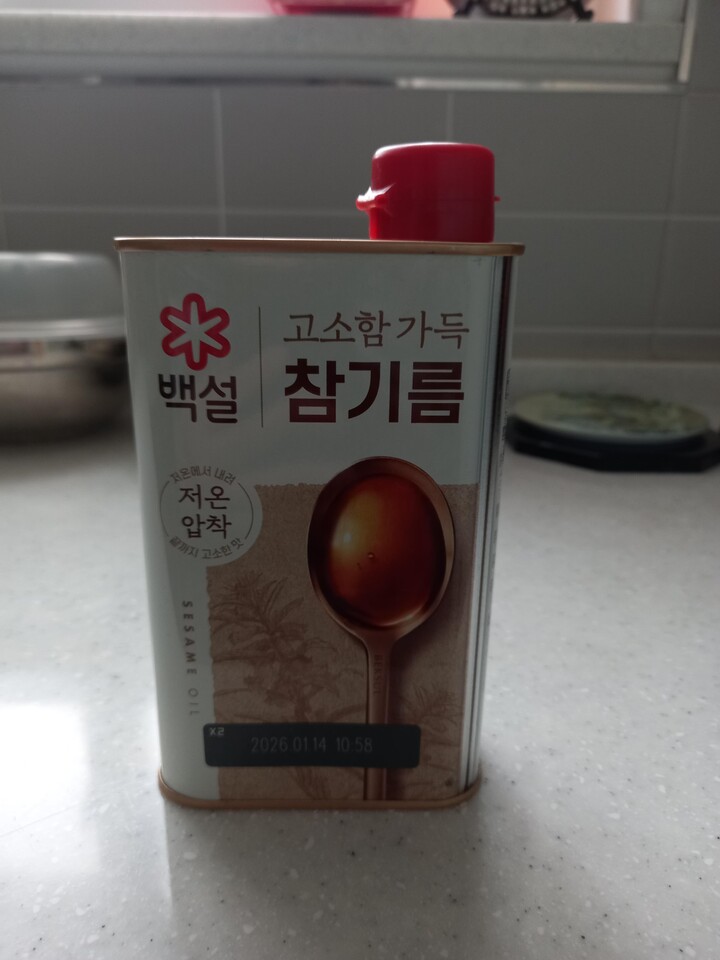 백설
고소함 가득
참기름
저온에서 내려
저온
압착
끝까지 고소한 맛
SESAME OIL
X2
2026.01.14 10:58